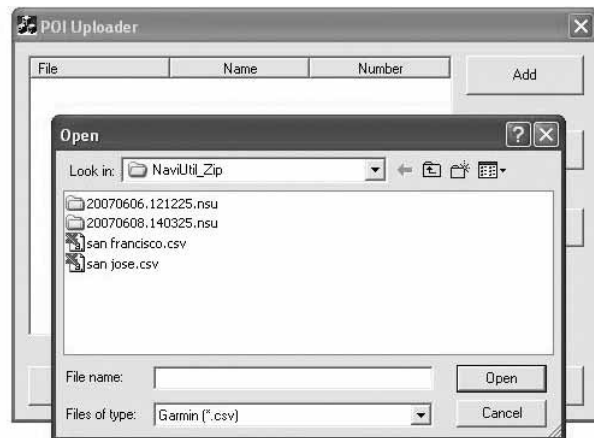 POI Uploader
File Name Number
Add
Open
Look in: NaviUtil_Zip
20070606.121225.nsu
20070608.140325.nsu
san francisco.csv
san jose.csv
File name:
Open
Files of type: Garmin (*.csv)
Cancel